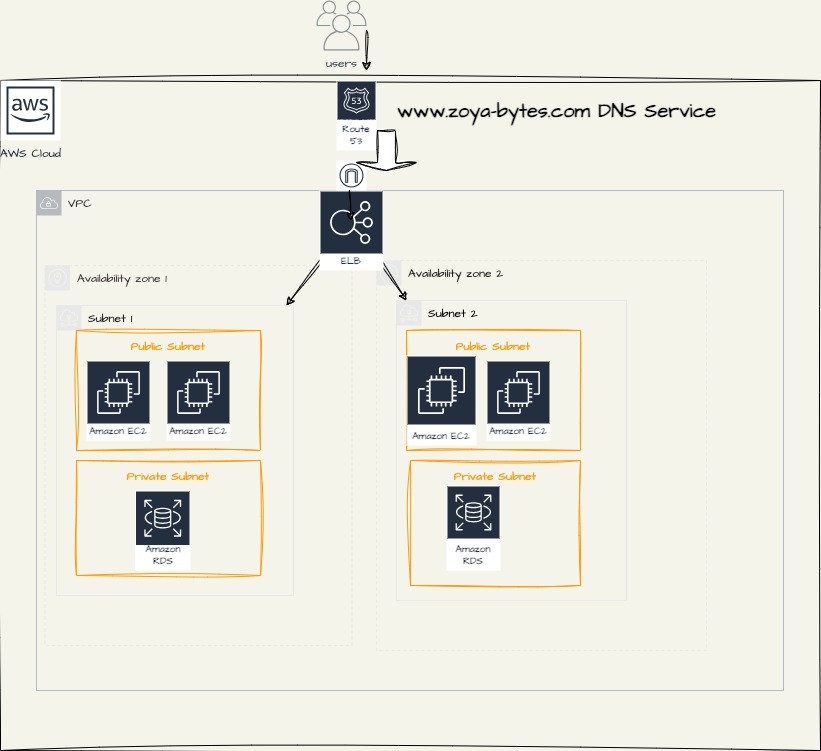 users
aws
AWS Cloud
53
www.zoya-bytes.com DNS Service
Route
53
VPC
ELB
Availability zone 1
Availability zone 2
Subnet 1
Subnet 2
Public Subnet
Public Subnet
Amazon EC2
Amazon EC2
Amazon EC2
Amazon EC2
Private Subnet
Private Subnet
Amazon
RDS
Amazon
RDS